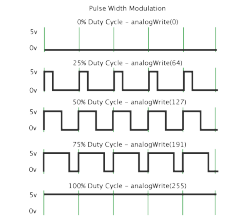 Pulse Width Modulation
0% Duty Cycle - analogWrite(0)
5v
0v
25% Duty Cycle - analogWrite(64)
5v
0v
50% Duty Cycle - analogWrite(127)
5v
0v
75% Duty Cycle - analogWrite(191)
5v
0v
100% Duty Cycle - analogWrite(255)
5v
0v